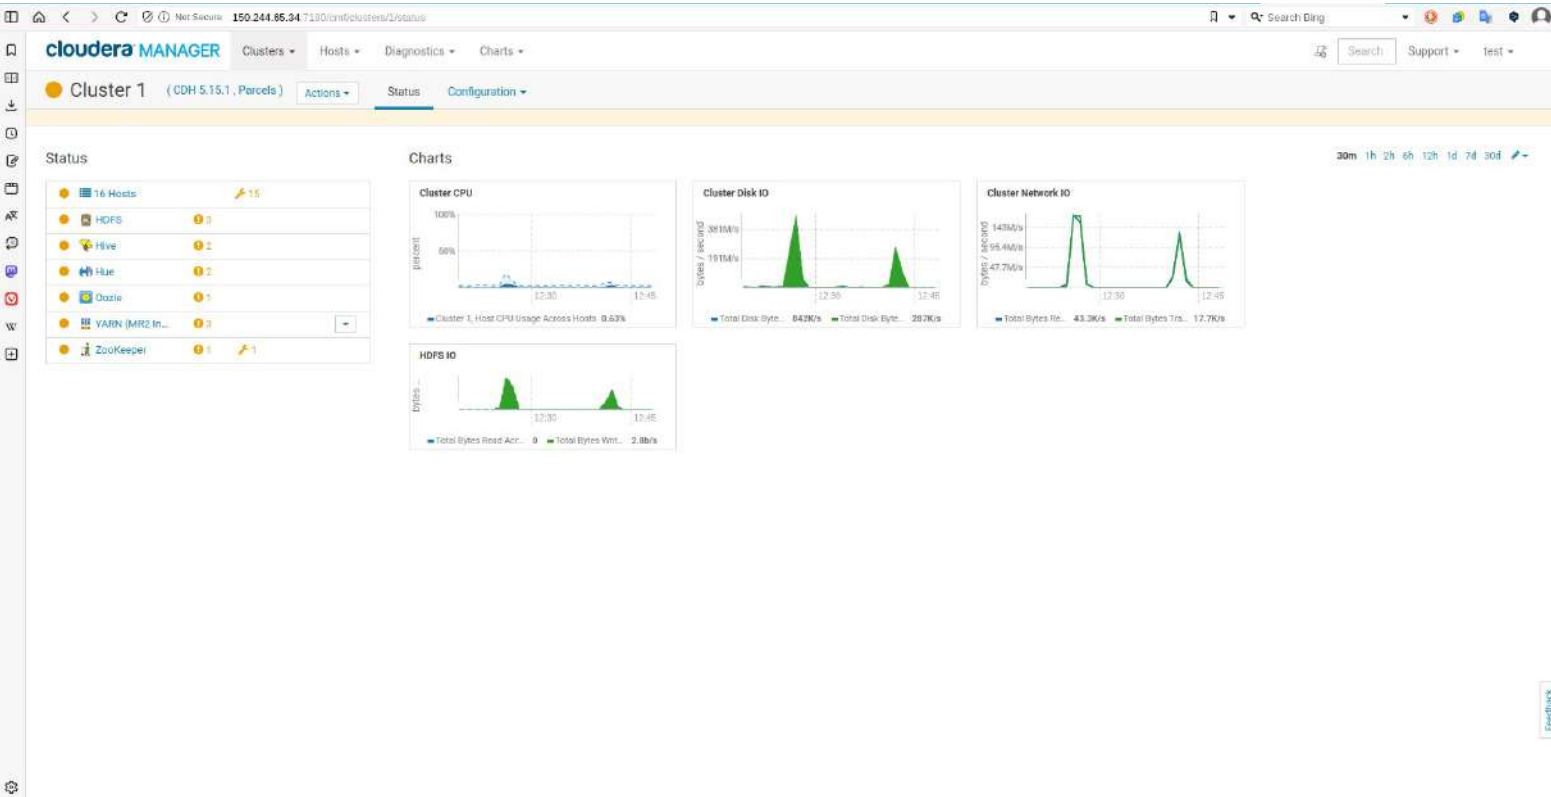 Not Secure 150.244.65.34:7180/cmf/clusters/1/status
Search Bing
cloudera MANAGER Clusters Hosts Diagnostics Charts
Search Support test
Cluster 1 (CDH 5.15.1, Parcels) Actions Status Configuration
Status
16 Hosts 15
HDFS 3
Hive 2
Hue 2
Oozie 1
YARN (MR2 In... 3
ZooKeeper 1 1
Charts
30m 1h 2h 6h 12h 1d 7d 30d
Cluster CPU
percent
100%
50%
12:30 12:45
Cluster 1, Host CPU Usage Across Hosts 0.63%
Cluster Disk IO
bytes / second
381M/s
191M/s
12:30 12:45
Total Disk Byte... 842K/s Total Disk Byte... 287K/s
Cluster Network IO
bytes / second
143M/s
95.4M/s
47.7M/s
12:30 12:45
Total Bytes Re... 43.3K/s Total Bytes Tra... 17.7K/s
HDFS IO
bytes ...
12:30 12:45
Total Bytes Read Acr... 0 Total Bytes Writ... 2.8b/s
Feedback